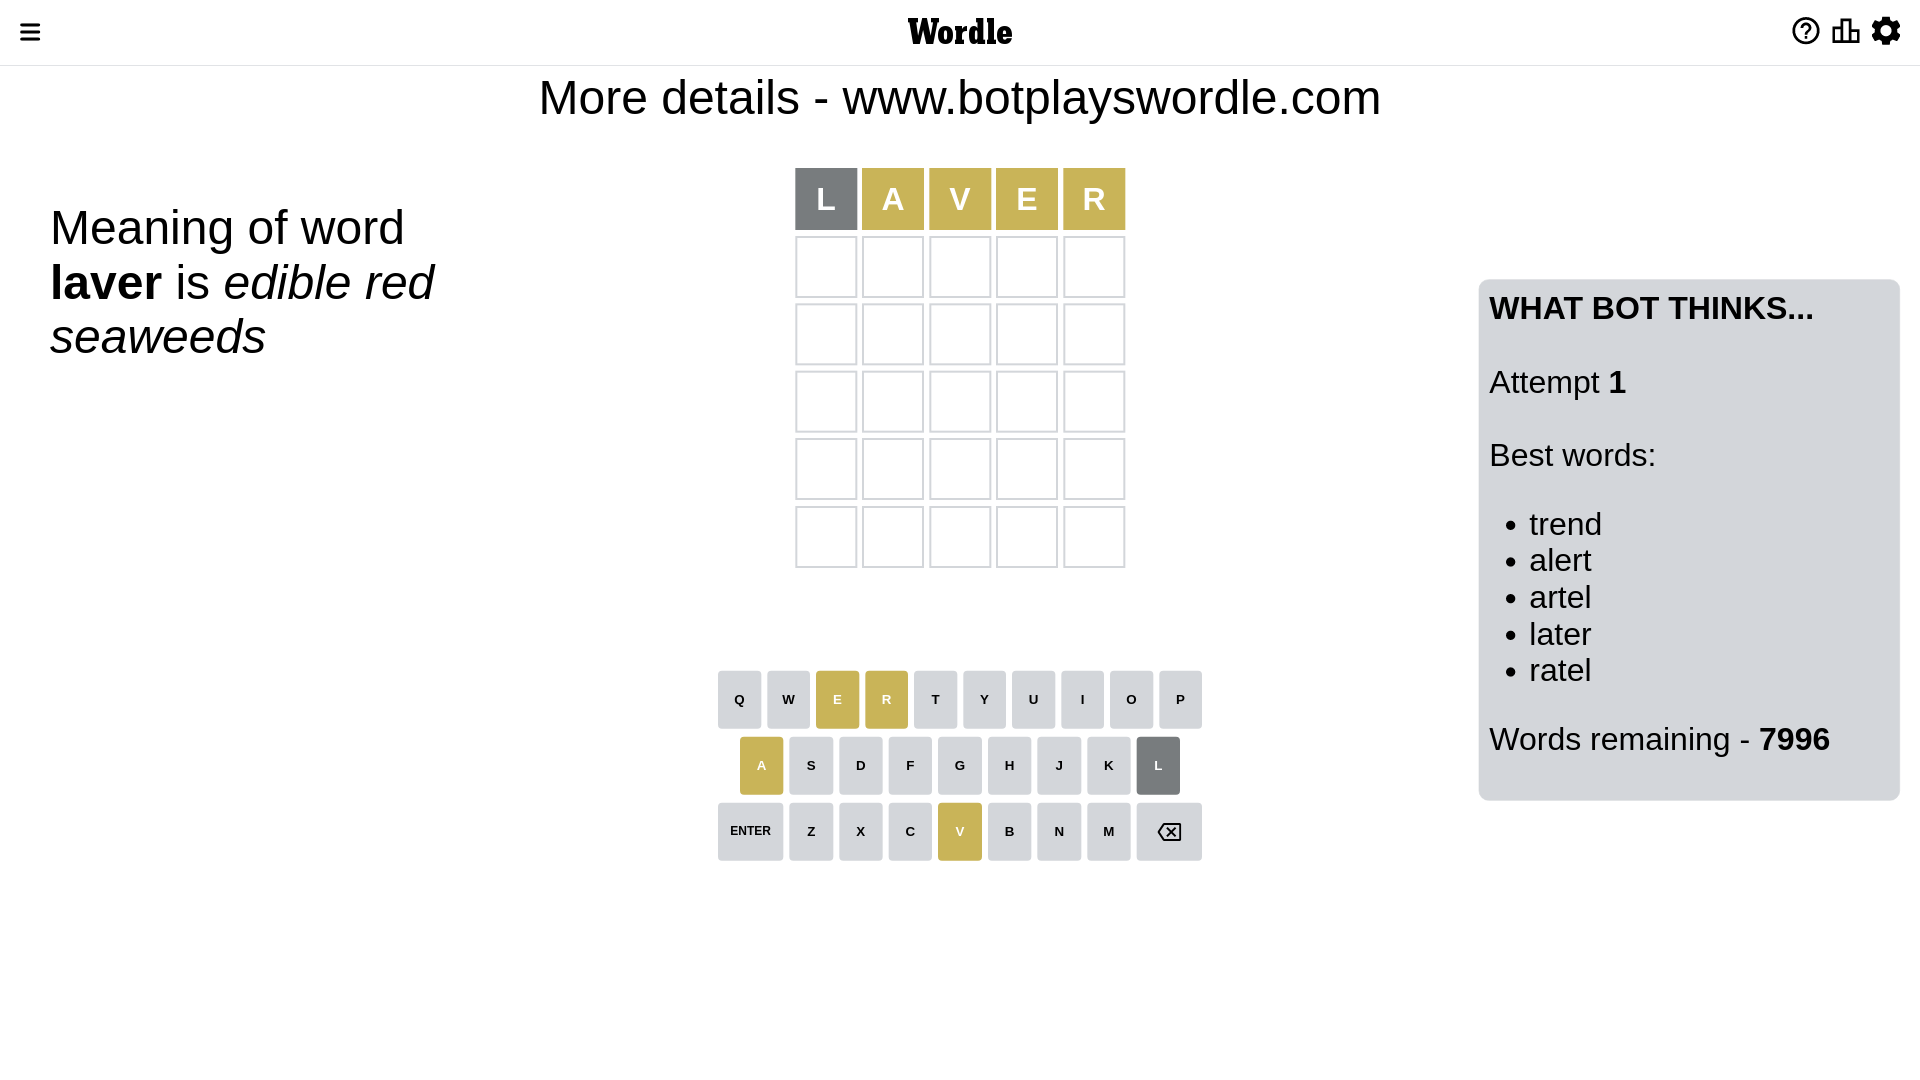 Wordle
More details - www.botplayswordle.com
Meaning of word
laver is edible red
seaweeds
L A V E R
WHAT BOT THINKS...
Attempt 1
Best words:
• trend
• alert
• artel
• later
• ratel
Words remaining - 7996
Q W E R T Y U I O P
A S D F G H J K L
ENTER Z X C V B N M